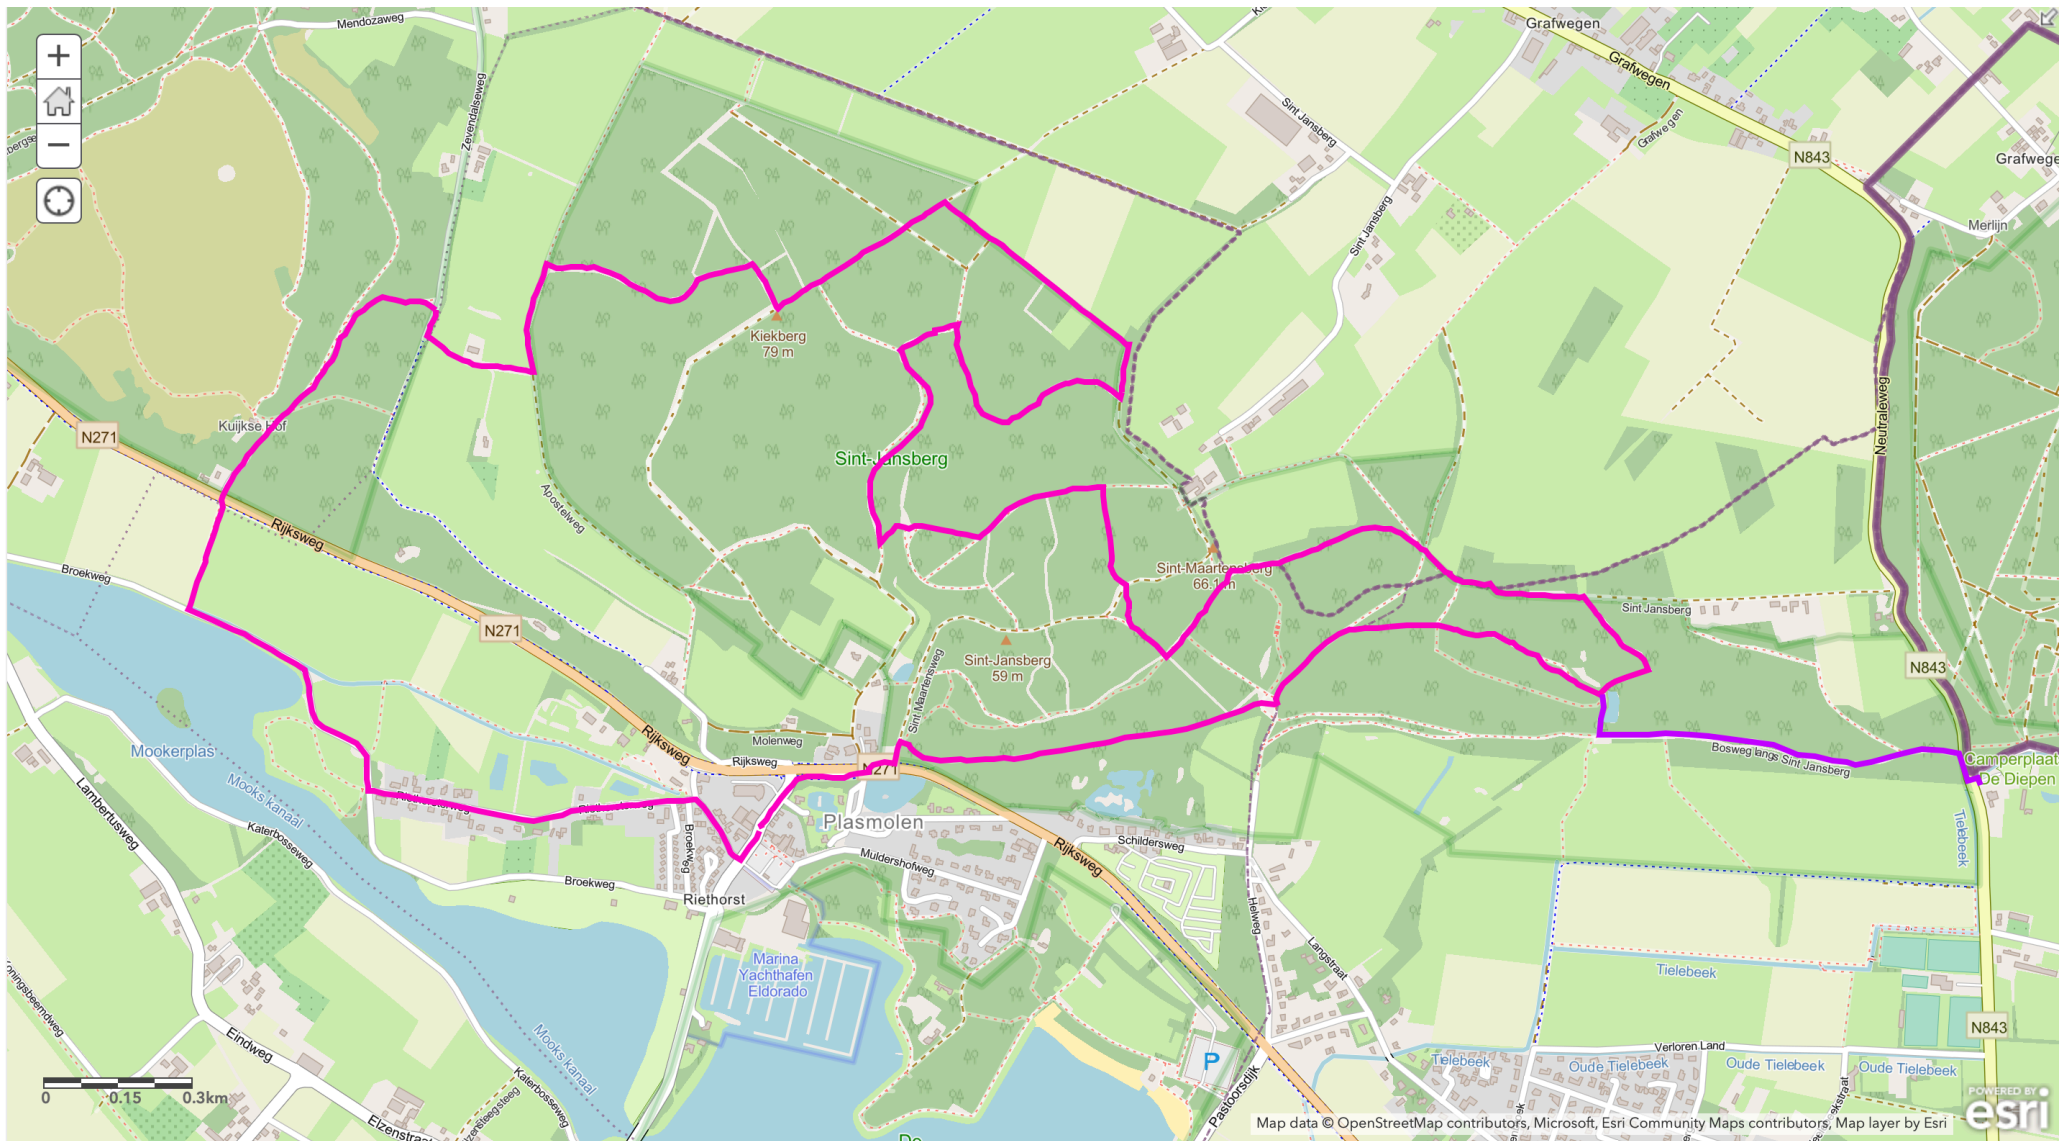 Mendozaweg
Grafwegen
Grafwegen
N843
Grafwegen
Grafwege
Sint Jansberg
Zevendalseweg
Sint Jansberg
Merlijn
Kiekberg
79 m
Neutraleweg
Kuijkse Hof
N271
Sint-Jansberg
Apostelweg
Rijksweg
Sint-Maartensberg
66.1 m
Broekweg
Sint Jansberg
N271
Sint-Jansberg
59 m
N843
Sint Maartensweg
Rijksweg
Molenweg
Rijksweg
N271
Mookerplas
Mooks kanaal
Bosweg langs Sint Jansberg
Camperplaat
De Diepen
Riethorsterweg
Lambertusweg
Katerbosseweg
Plasmolen
Broekweg
Schildersweg
Rijksweg
Muldershofweg
Tielebeek
Broekweg
Riethorst
Helweg
Langstraat
Marina
Yachthafen
Eldorado
Tielebeek
Koningsbeemdweg
Mooks kanaal
Eindweg
N843
P
Verloren Land
Tielebeek
Oude Tielebeek
Oude Tielebeek
Oude Tielebeek
Katerbosseweg
Pastoorsdijk
Elzenstraat
0 0.15 0.3km
De
POWERED BY
esri
Map data © OpenStreetMap contributors, Microsoft, Esri Community Maps contributors, Map layer by Esri